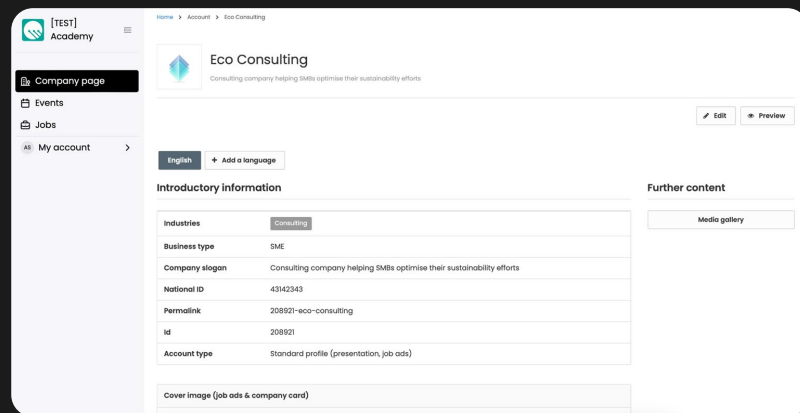 [TEST]
Academy
Company page
Events
Jobs
AS My account
Home > Account > Eco Consulting
Eco Consulting
Consulting company helping SMBs optimise their sustainability efforts
Edit Preview
English + Add a language
Introductory information
Industries Consulting
Business type SME
Company slogan Consulting company helping SMBs optimise their sustainability efforts
National ID 43142343
Permalink 208921-eco-consulting
Id 208921
Account type Standard profile (presentation, job ads)
Cover image (job ads & company card)
Further content
Media gallery